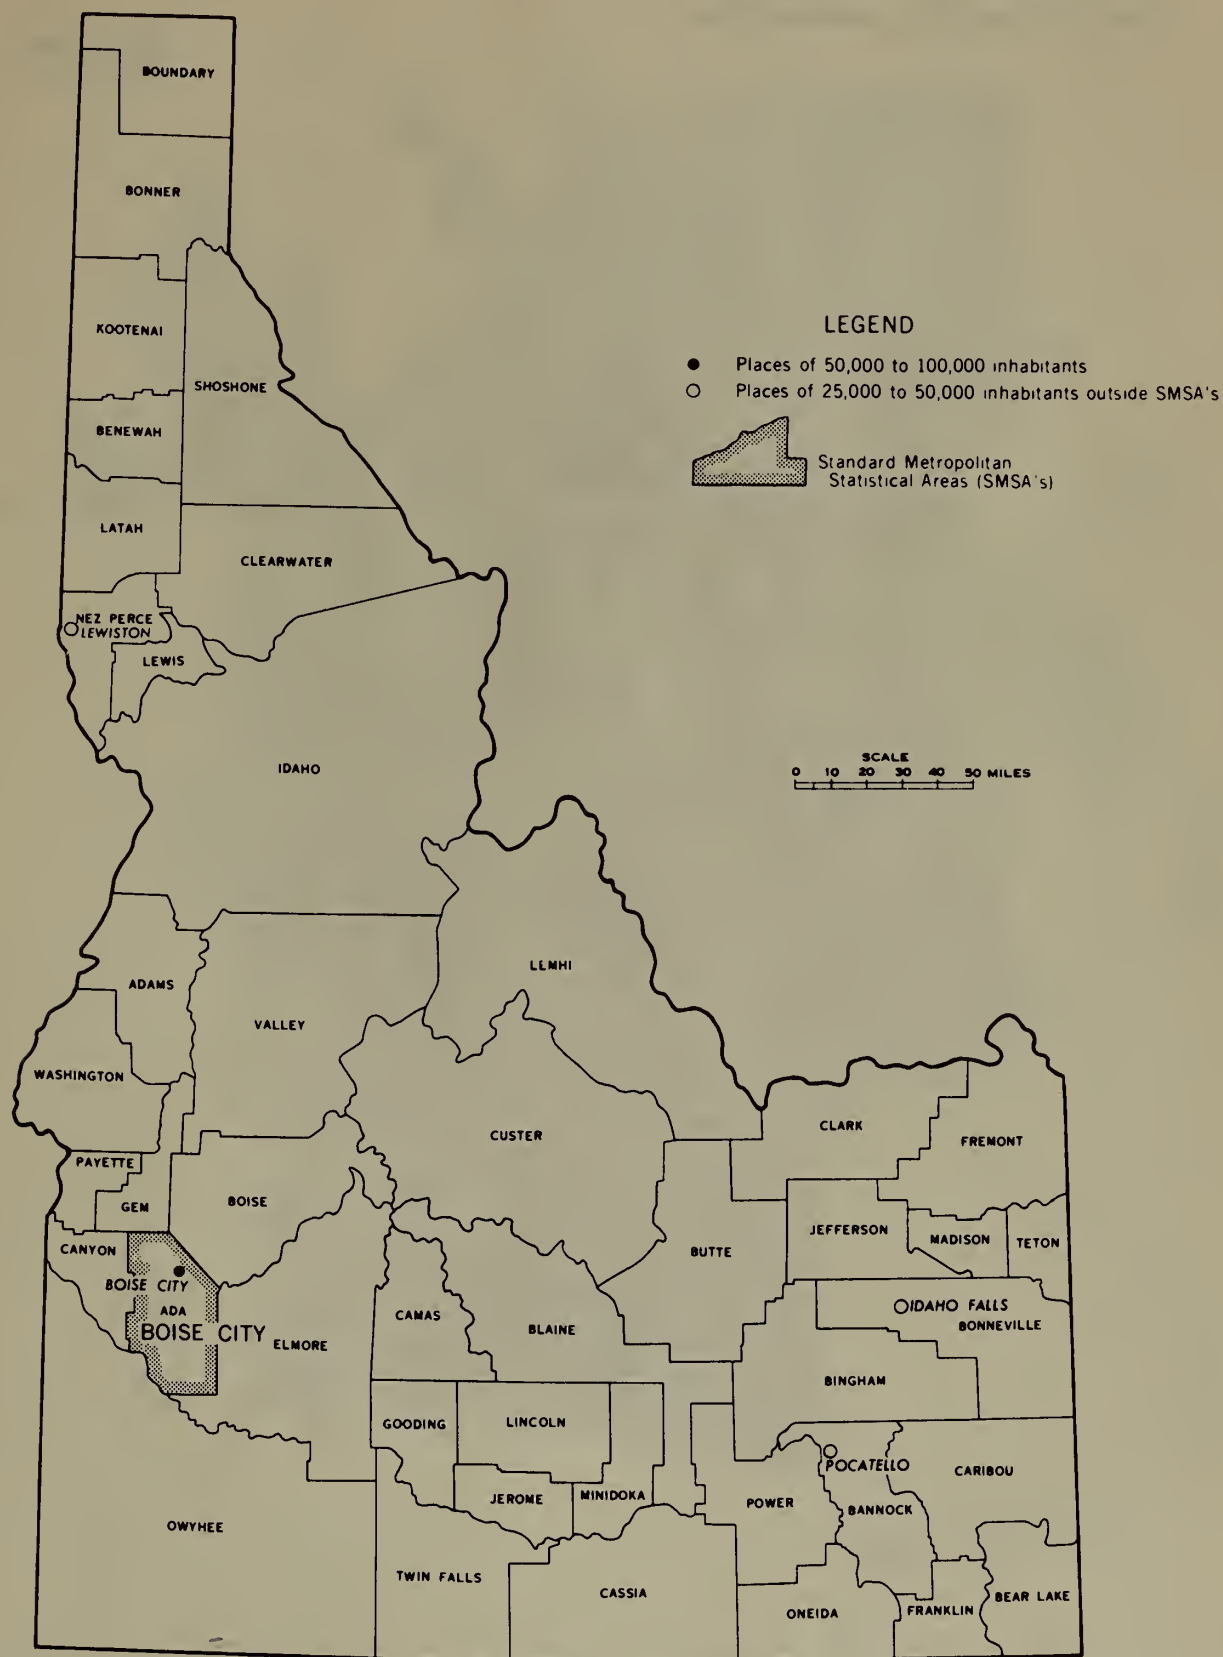 BOUNDARY
BONNER
KOOTENAI
SHOSHONE
BENEWAH
LATAH
CLEARWATER
NEZ PERCE
LEWISTON
LEWIS
IDAHO
LEGEND
Places of 50,000 to 100,000 inhabitants
Places of 25,000 to 50,000 inhabitants outside SMSA's
Standard Metropolitan
Statistical Areas (SMSA's)
SCALE
0 10 20 30 40 50 MILES
LEMHI
ADAMS
VALLEY
WASHINGTON
CUSTER
CLARK
FREMONT
PAYETTE
GEM
BOISE
BUTTE
JEFFERSON
MADISON
TETON
CANYON
BOISE CITY
ADA
BOISE CITY
ELMORE
CAMAS
BLAINE
IDAHO FALLS
BONNEVILLE
BINGHAM
GOODING
LINCOLN
JEROME
MINIDOKA
POCATELLO
CARIBOU
POWER
BANNOCK
OWYHEE
TWIN FALLS
CASSIA
ONEIDA
FRANKLIN
BEAR LAKE